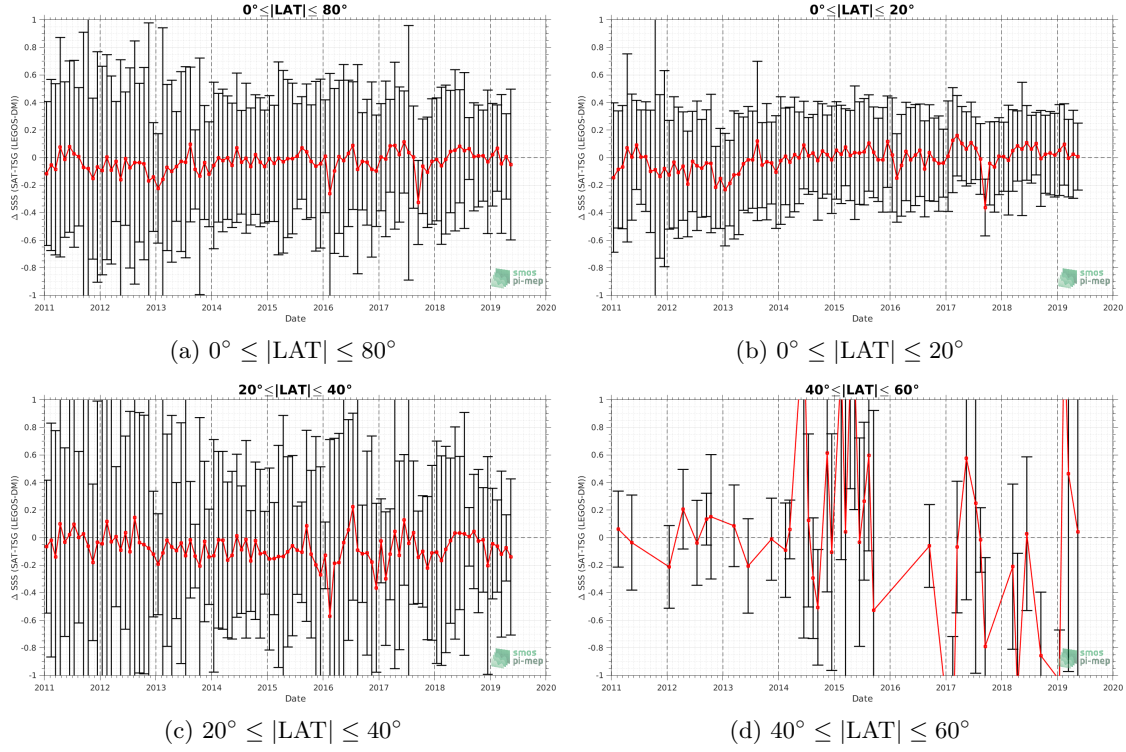 0°≤|LAT|≤ 80°
Δ SSS (SAT-TSG (LEGOS-DM))
1
0.8
0.6
0.4
0.2
0
-0.2
-0.4
-0.6
-0.8
-1
2011 2012 2013 2014 2015 2016 2017 2018 2019 2020
Date
smos
pi-mep
(a) 0° ≤ |LAT| ≤ 80°
0°≤|LAT|≤ 20°
Δ SSS (SAT-TSG (LEGOS-DM))
1
0.8
0.6
0.4
0.2
0
-0.2
-0.4
-0.6
-0.8
-1
2011 2012 2013 2014 2015 2016 2017 2018 2019 2020
Date
smos
pi-mep
(b) 0° ≤ |LAT| ≤ 20°
20°≤|LAT|≤ 40°
Δ SSS (SAT-TSG (LEGOS-DM))
1
0.8
0.6
0.4
0.2
0
-0.2
-0.4
-0.6
-0.8
-1
2011 2012 2013 2014 2015 2016 2017 2018 2019 2020
Date
smos
pi-mep
(c) 20° ≤ |LAT| ≤ 40°
40°≤|LAT|≤ 60°
Δ SSS (SAT-TSG (LEGOS-DM))
1
0.8
0.6
0.4
0.2
0
-0.2
-0.4
-0.6
-0.8
-1
2011 2012 2013 2014 2015 2016 2017 2018 2019 2020
Date
smos
pi-mep
(d) 40° ≤ |LAT| ≤ 60°